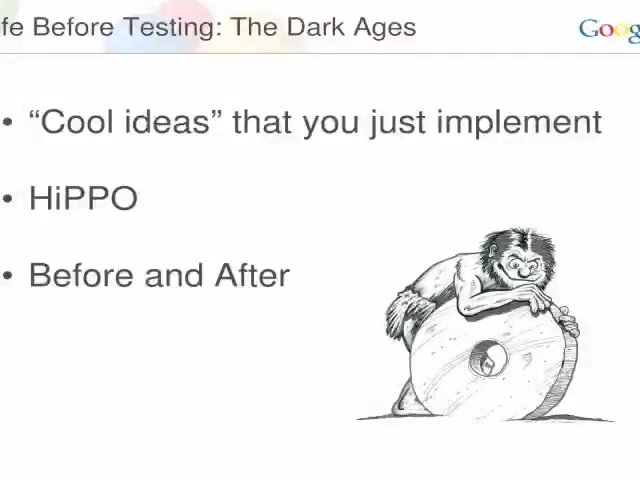 fe Before Testing: The Dark Ages
Goog
• “Cool ideas” that you just implement
• HiPPO
• Before and After